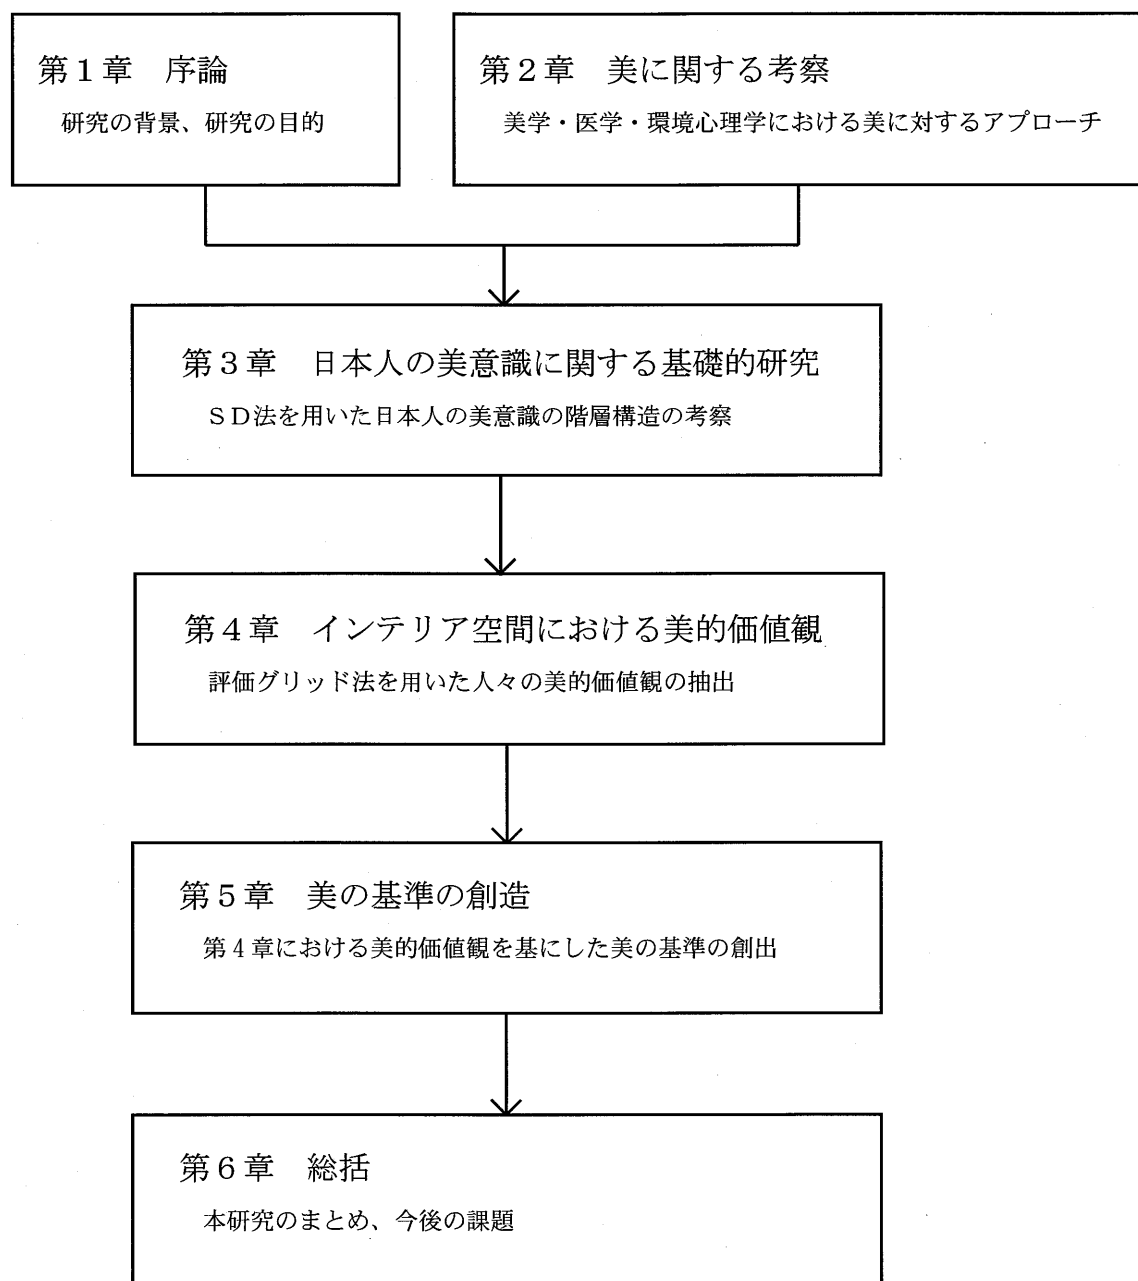 第１章　序論
研究の背景、研究の目的
第２章　美に関する考察
美学・医学・環境心理学における美に対するアプローチ
第３章　日本人の美意識に関する基礎的研究
ＳＤ法を用いた日本人の美意識の階層構造の考察
第４章　インテリア空間における美的価値観
評価グリッド法を用いた人々の美的価値観の抽出
第５章　美の基準の創造
第４章における美的価値観を基にした美の基準の創出
第６章　総括
本研究のまとめ、今後の課題